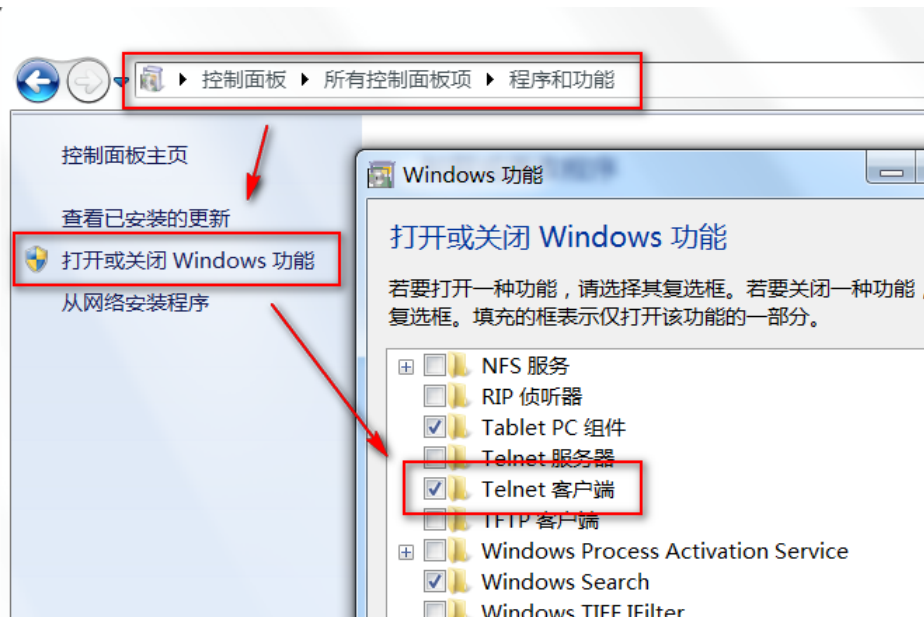 控制面板 所有控制面板项 程序和功能
控制面板主页
查看已安装的更新
打开或关闭 Windows 功能
从网络安装程序
Windows 功能
打开或关闭 Windows 功能
若要打开一种功能，请选择其复选框。若要关闭一种功能，
复选框。填充的框表示仅打开该功能的一部分。
NFS 服务
RIP 侦听器
Tablet PC 组件
Telnet 服务器
Telnet 客户端
TFTP 客户端
Windows Process Activation Service
Windows Search
Windows TIFF IFilter